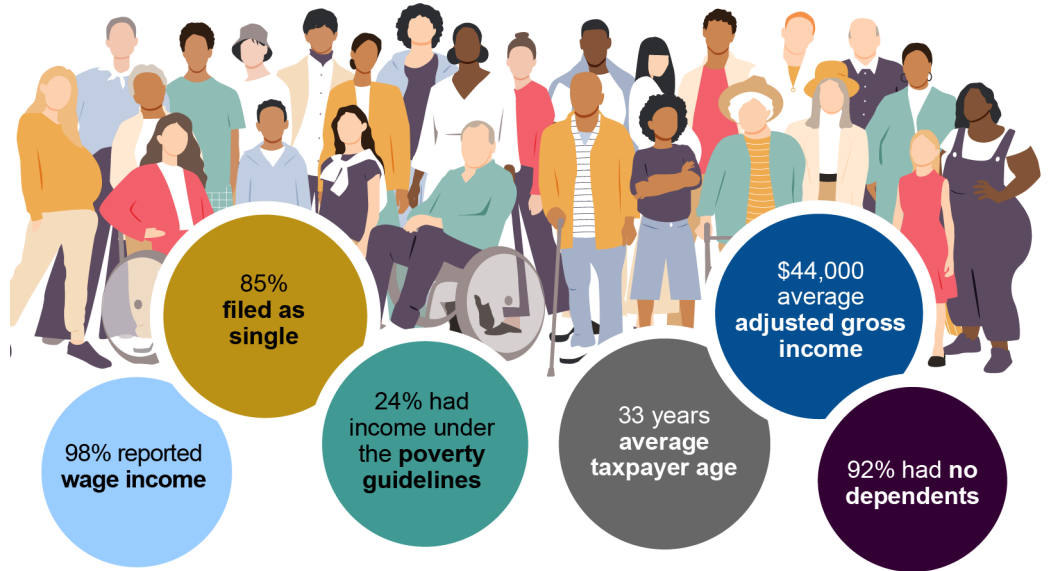 85%
filed as
single
$44,000
average
adjusted gross
income
98% reported
wage income
24% had
income under
the poverty
guidelines
33 years
average
taxpayer age
92% had no
dependents